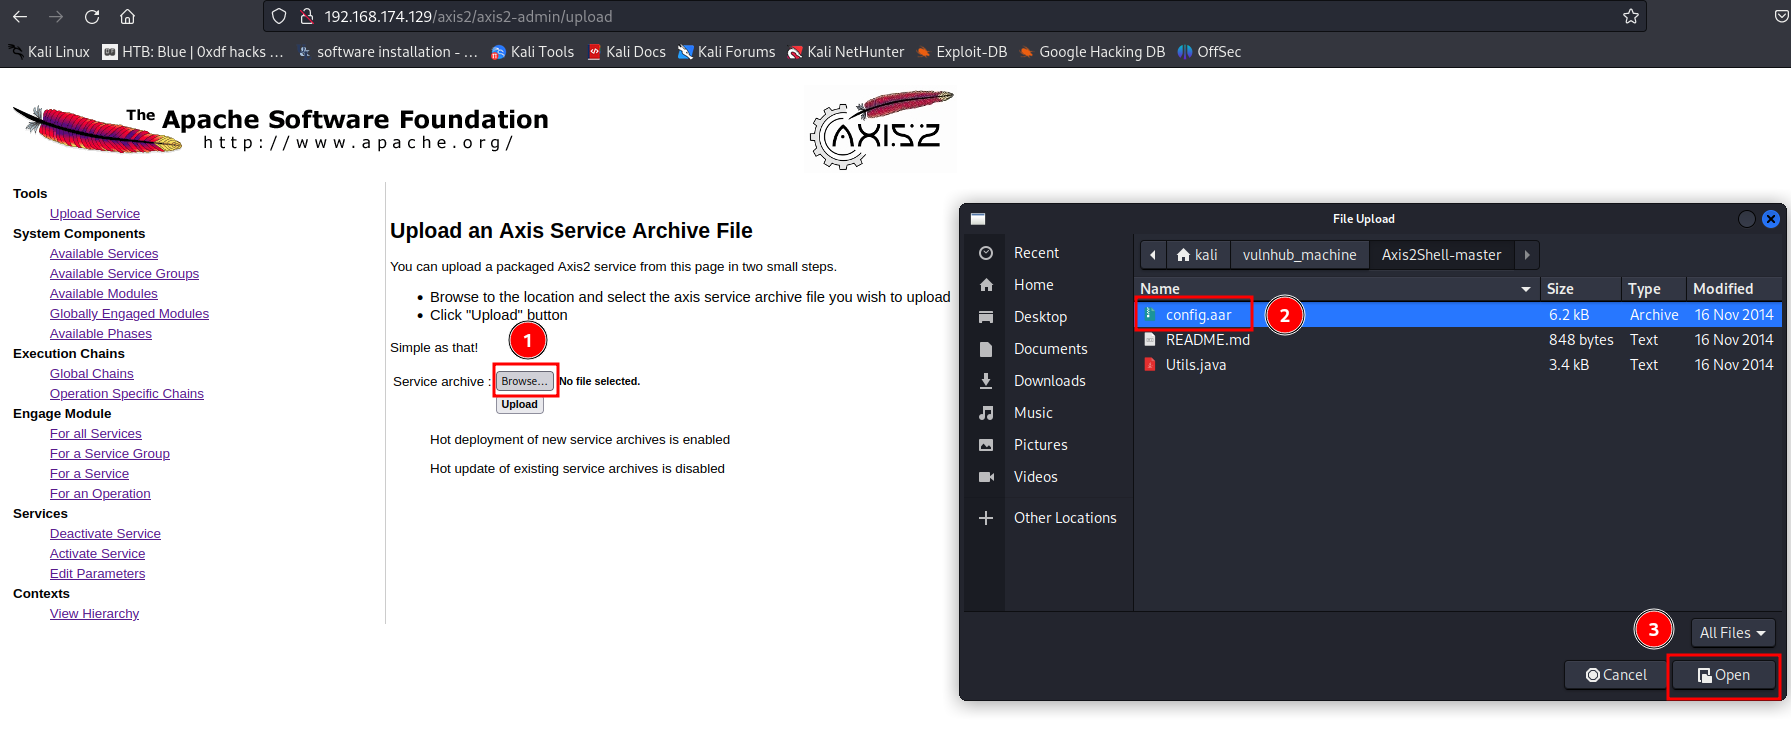 192.168.174.129/axis2/axis2-admin/upload
Kali Linux HTB: Blue | 0xdf hacks … software installation - … Kali Tools Kali Docs Kali Forums Kali NetHunter Exploit-DB Google Hacking DB OffSec
The Apache Software Foundation
http://www.apache.org/
AXIS2
Tools
Upload Service
System Components
Available Services
Available Service Groups
Available Modules
Globally Engaged Modules
Available Phases
Execution Chains
Global Chains
Operation Specific Chains
Engage Module
For all Services
For a Service Group
For a Service
For an Operation
Services
Deactivate Service
Activate Service
Edit Parameters
Contexts
View Hierarchy
Upload an Axis Service Archive File
You can upload a packaged Axis2 service from this page in two small steps.
• Browse to the location and select the axis service archive file you wish to upload
• Click "Upload" button
Simple as that!
1
Service archive : Browse... No file selected.
Upload
Hot deployment of new service archives is enabled
Hot update of existing service archives is disabled
File Upload
Recent
Home
Desktop
Documents
Downloads
Music
Pictures
Videos
Other Locations
kali vulnhub_machine Axis2Shell-master
Name Size Type Modified
config.aar 2 6.2 kB Archive 16 Nov 2014
README.md 848 bytes Text 16 Nov 2014
Utils.java 3.4 kB Text 16 Nov 2014
3 All Files
Cancel Open